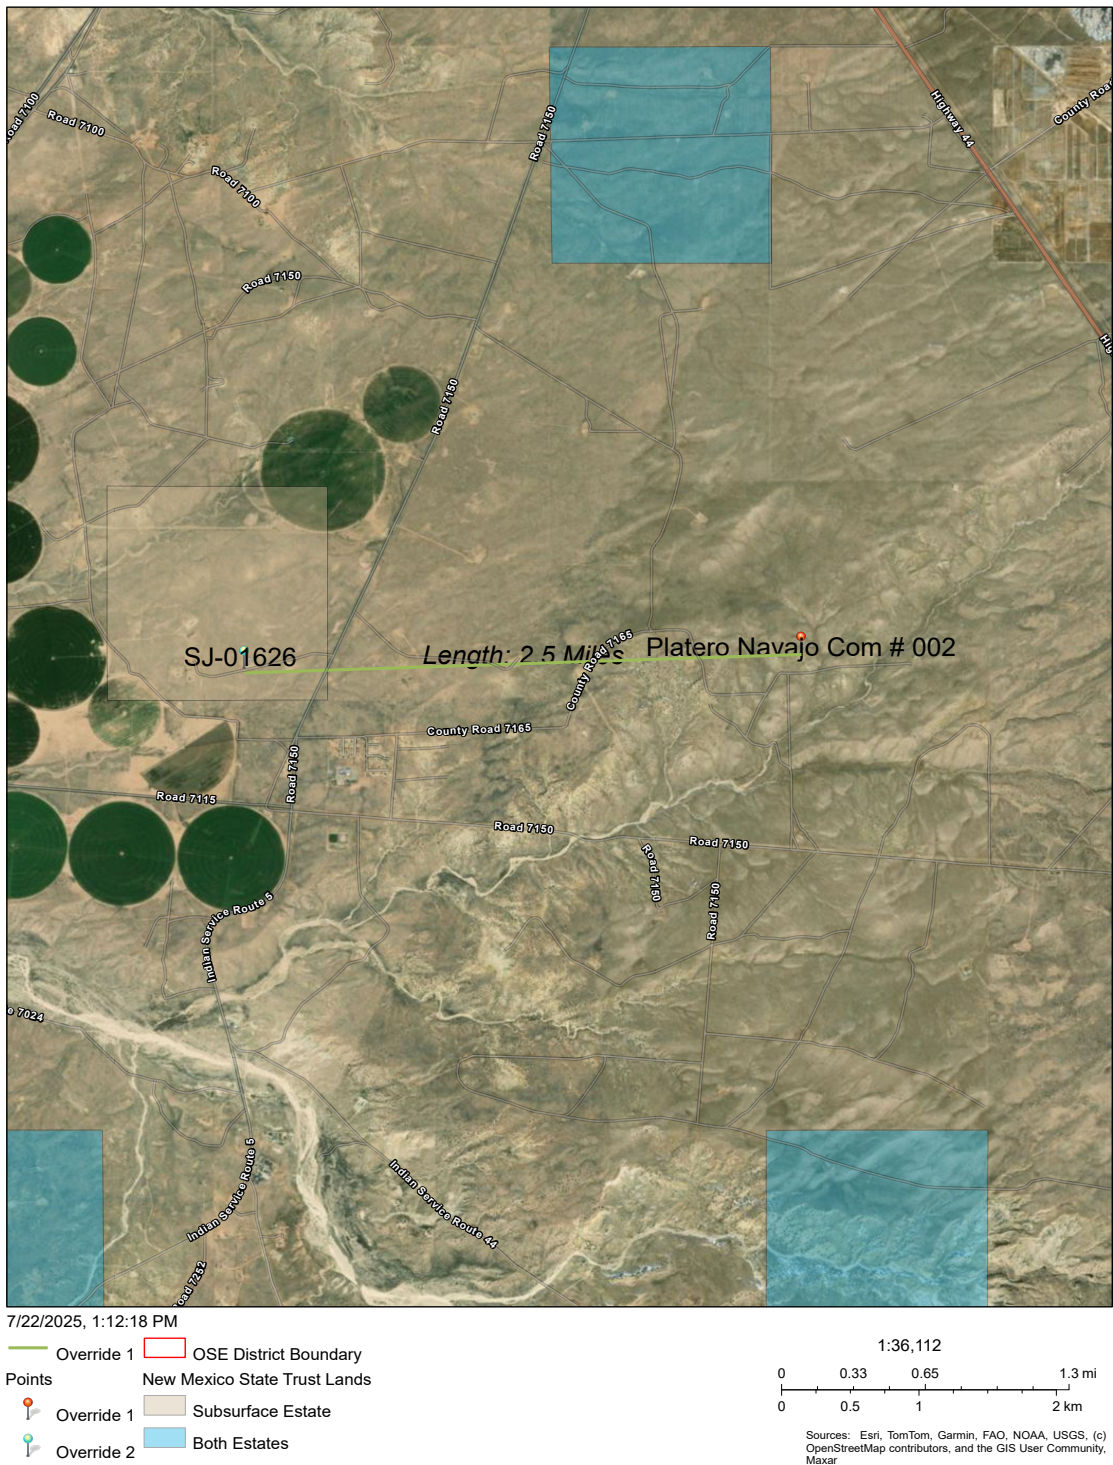 Road 7100
Road 7100
Road 7100
Road 7150
Highway 44
County Roa
Road 7150
Road 7150
SJ-01626
Length: 2.5 Miles
County Road 7165
Platero Navajo Com # 002
County Road 7165
Road 7150
Road 7115
Road 7150
Road 7150
Road 7150
Road 7150
Indian Service Route 5
e 7024
Indian Service Route 5
Indian Service Route 44
Road 7252
7/22/2025, 1:12:18 PM
Override 1
OSE District Boundary
Points
New Mexico State Trust Lands
Override 1
Subsurface Estate
Override 2
Both Estates
1:36,112
0 0.33 0.65 1.3 mi
0 0.5 1 2 km
Sources: Esri, TomTom, Garmin, FAO, NOAA, USGS, (c)
OpenStreetMap contributors, and the GIS User Community,
Maxar